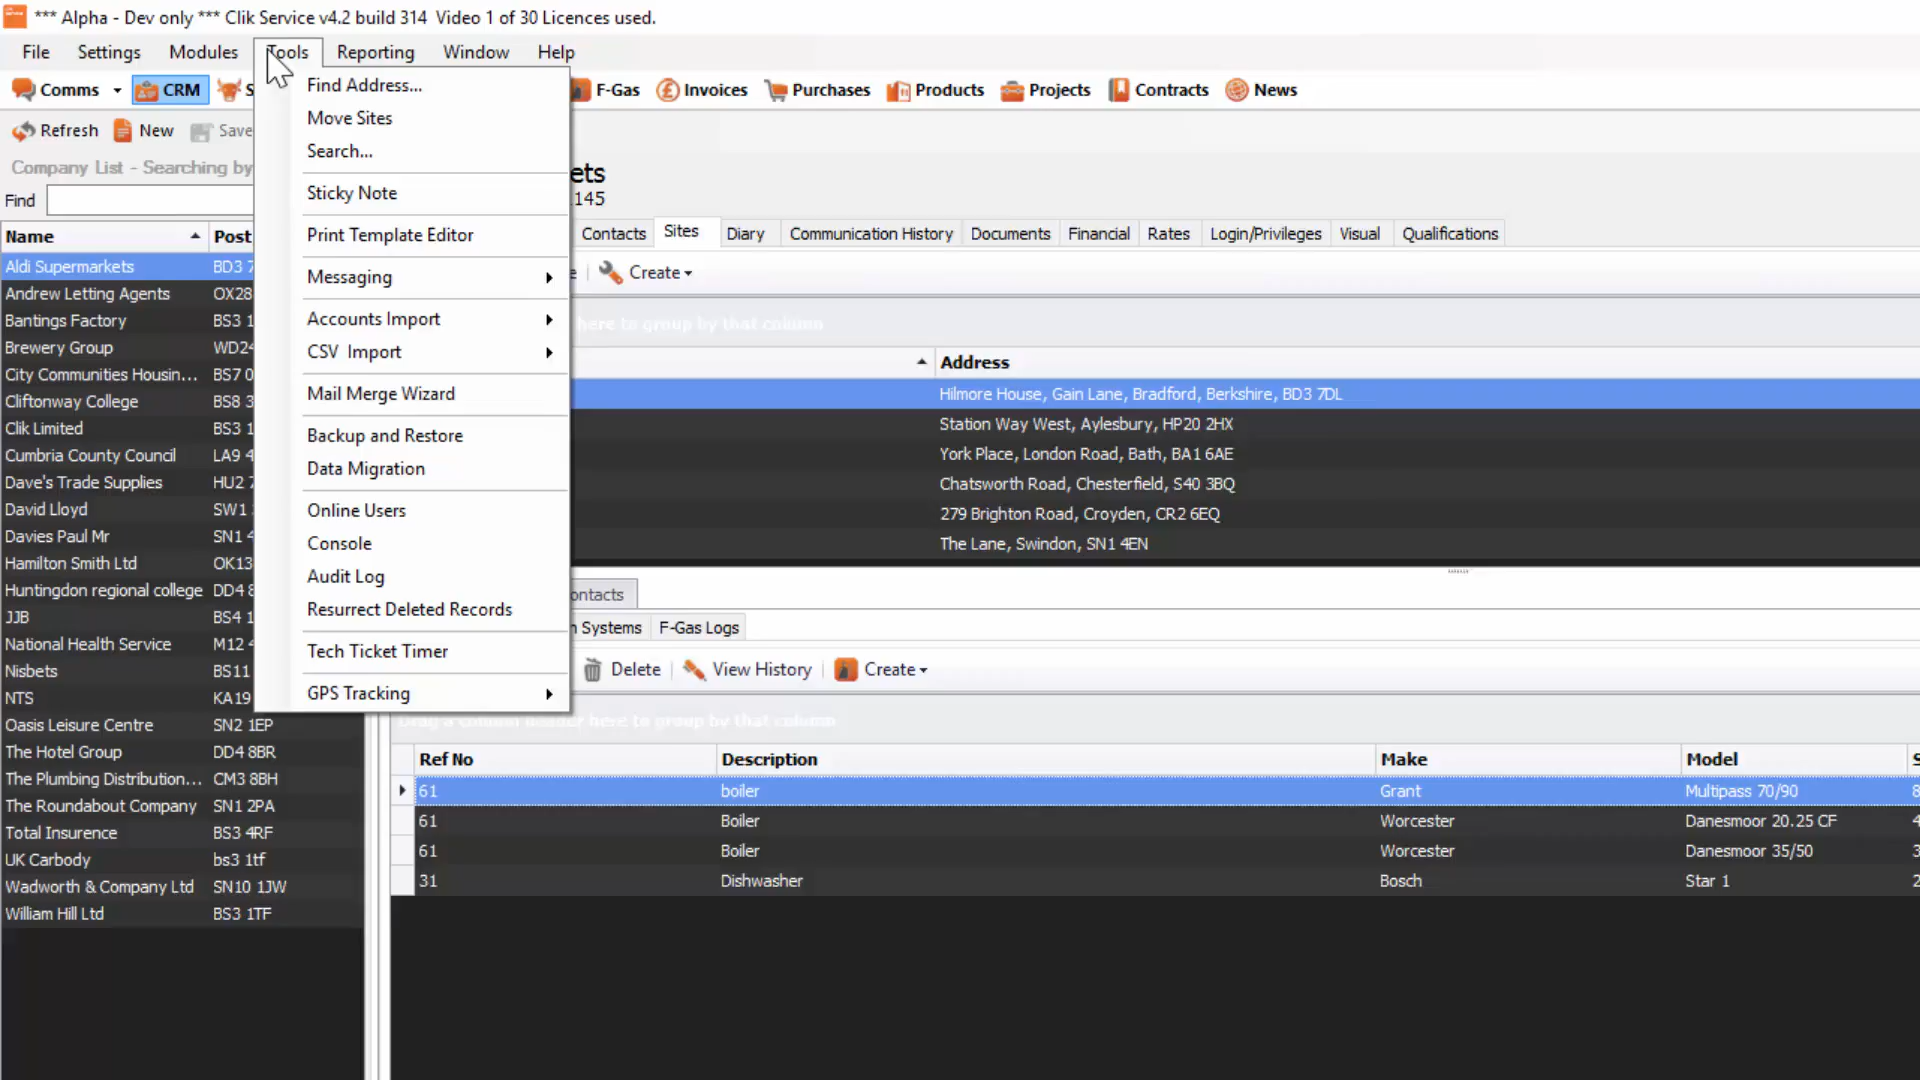 *** Alpha - Dev only *** Clik Service v4.2 build 314  Video 1 of 30 Licences used.
File Settings Modules Tools Reporting Window Help
Comms CRM S F-Gas Invoices Purchases Products Projects Contracts News
Refresh New Save
Company List - Searching by
Find
Name Post
Aldi Supermarkets BD3 7
Andrew Letting Agents OX28
Bantings Factory BS3 1
Brewery Group WD24
City Communities Housin... BS7 0
Cliftonway College BS8 3
Clik Limited BS3 1
Cumbria County Council LA9 4
Dave's Trade Supplies HU2 7
David Lloyd SW1
Davies Paul Mr SN1 4
Hamilton Smith Ltd OK13
Huntingdon regional college DD4 8
JJB BS4 1
National Health Service M12 4
Nisbets BS11
NTS KA19
Oasis Leisure Centre SN2 1EP
The Hotel Group DD4 8BR
The Plumbing Distribution... CM3 8BH
The Roundabout Company SN1 2PA
Total Insurence BS3 4RF
UK Carbody bs3 1tf
Wadworth & Company Ltd SN10 1JW
William Hill Ltd BS3 1TF
Find Address...
Move Sites
Search...
Sticky Note
Print Template Editor
Messaging
Accounts Import
CSV  Import
Mail Merge Wizard
Backup and Restore
Data Migration
Online Users
Console
Audit Log
Resurrect Deleted Records
Tech Ticket Timer
GPS Tracking
ets
145
Contacts Sites Diary Communication History Documents Financial Rates Login/Privileges Visual Qualifications
e Create
here to group by that column
Address
Hilmore House, Gain Lane, Bradford, Berkshire, BD3 7DL
Station Way West, Aylesbury, HP20 2HX
York Place, London Road, Bath, BA1 6AE
Chatsworth Road, Chesterfield, S40 3BQ
279 Brighton Road, Croyden, CR2 6EQ
The Lane, Swindon, SN1 4EN
ontacts
n Systems F-Gas Logs
Delete View History Create
Drag a column header here to group by that column
Ref No Description Make Model S
61 boiler Grant Multipass 70/90 8
61 Boiler Worcester Danesmoor 20.25 CF 4
61 Boiler Worcester Danesmoor 35/50 3
31 Dishwasher Bosch Star 1 2